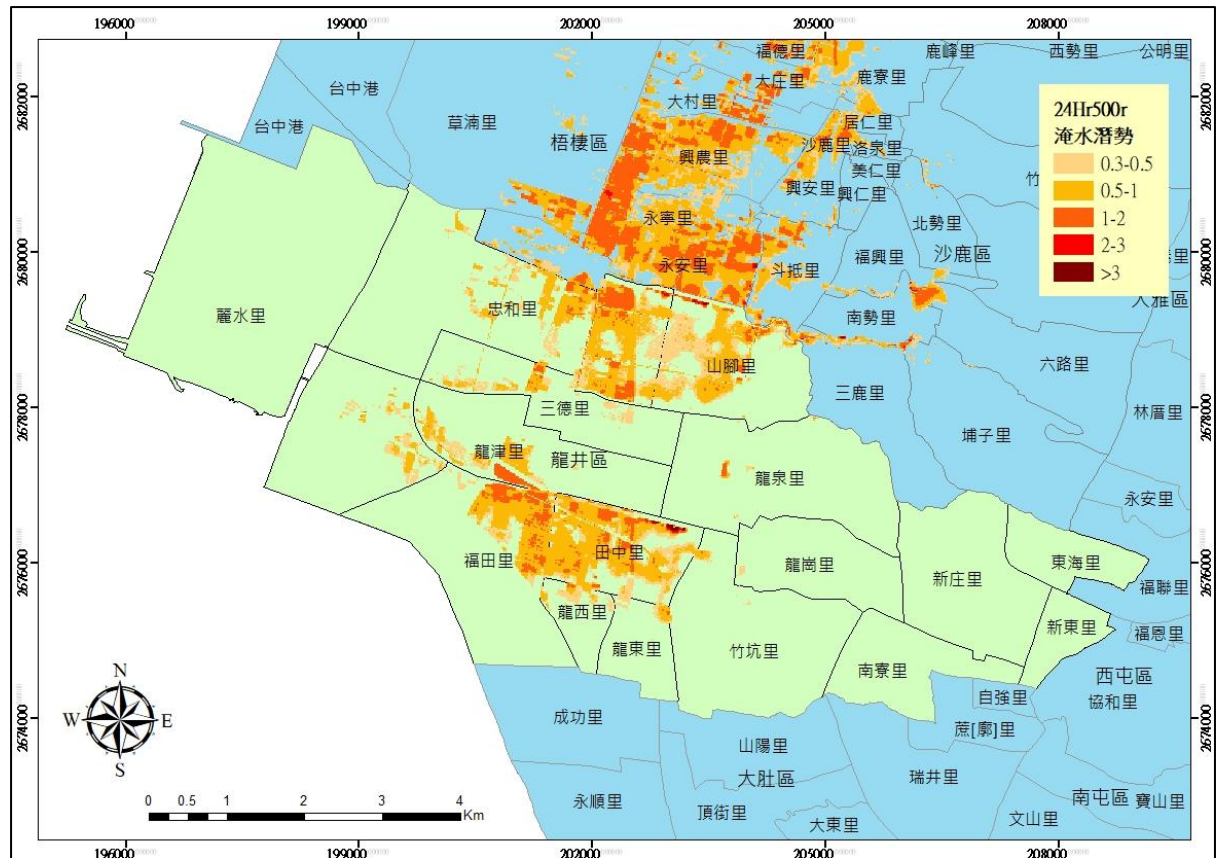 196000 199000 202000 205000 208000
福德里 鹿峰里 西勢里 公明里
大庄里 鹿寮里
台中港 大村里
2682000 2682000
24Hr500r
淹水潛勢
0.3-0.5
0.5-1
1-2
2-3
>3
台中港 草湳里 梧棲區 居仁里
沙鹿里 洛泉里
興農里 美仁里
興安里 興仁里 竹
永寧里 北勢里
沙鹿區
2680000 永安里 斗抵里 福興里 2680000
忠和里 南勢里
麗水里
山腳里 六路里
三鹿里
2678000 三德里 林厝里 2678000
埔子里
龍津里 龍井區 龍泉里
永安里
田中里
2676000 福田里 龍崗里 新庄里 東海里 2676000
福聯里
龍西里 新東里 福恩里
龍東里 竹坑里 南寮里 西屯區
自強里 協和里
N
W E
S
2674000 成功里 蔗[廓]里 2674000
山陽里
大肚區 瑞井里
0 0.5 1 2 3 4
Km
永順里 頂街里 南屯區 寶山里
大東里 文山里
196000 199000 202000 205000 208000